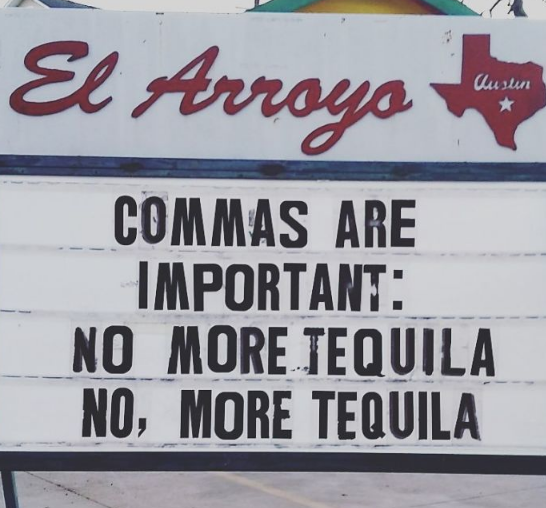 El Arroyo
Austin
COMMAS ARE
IMPORTANT:
NO MORE TEQUILA
NO, MORE TEQUILA